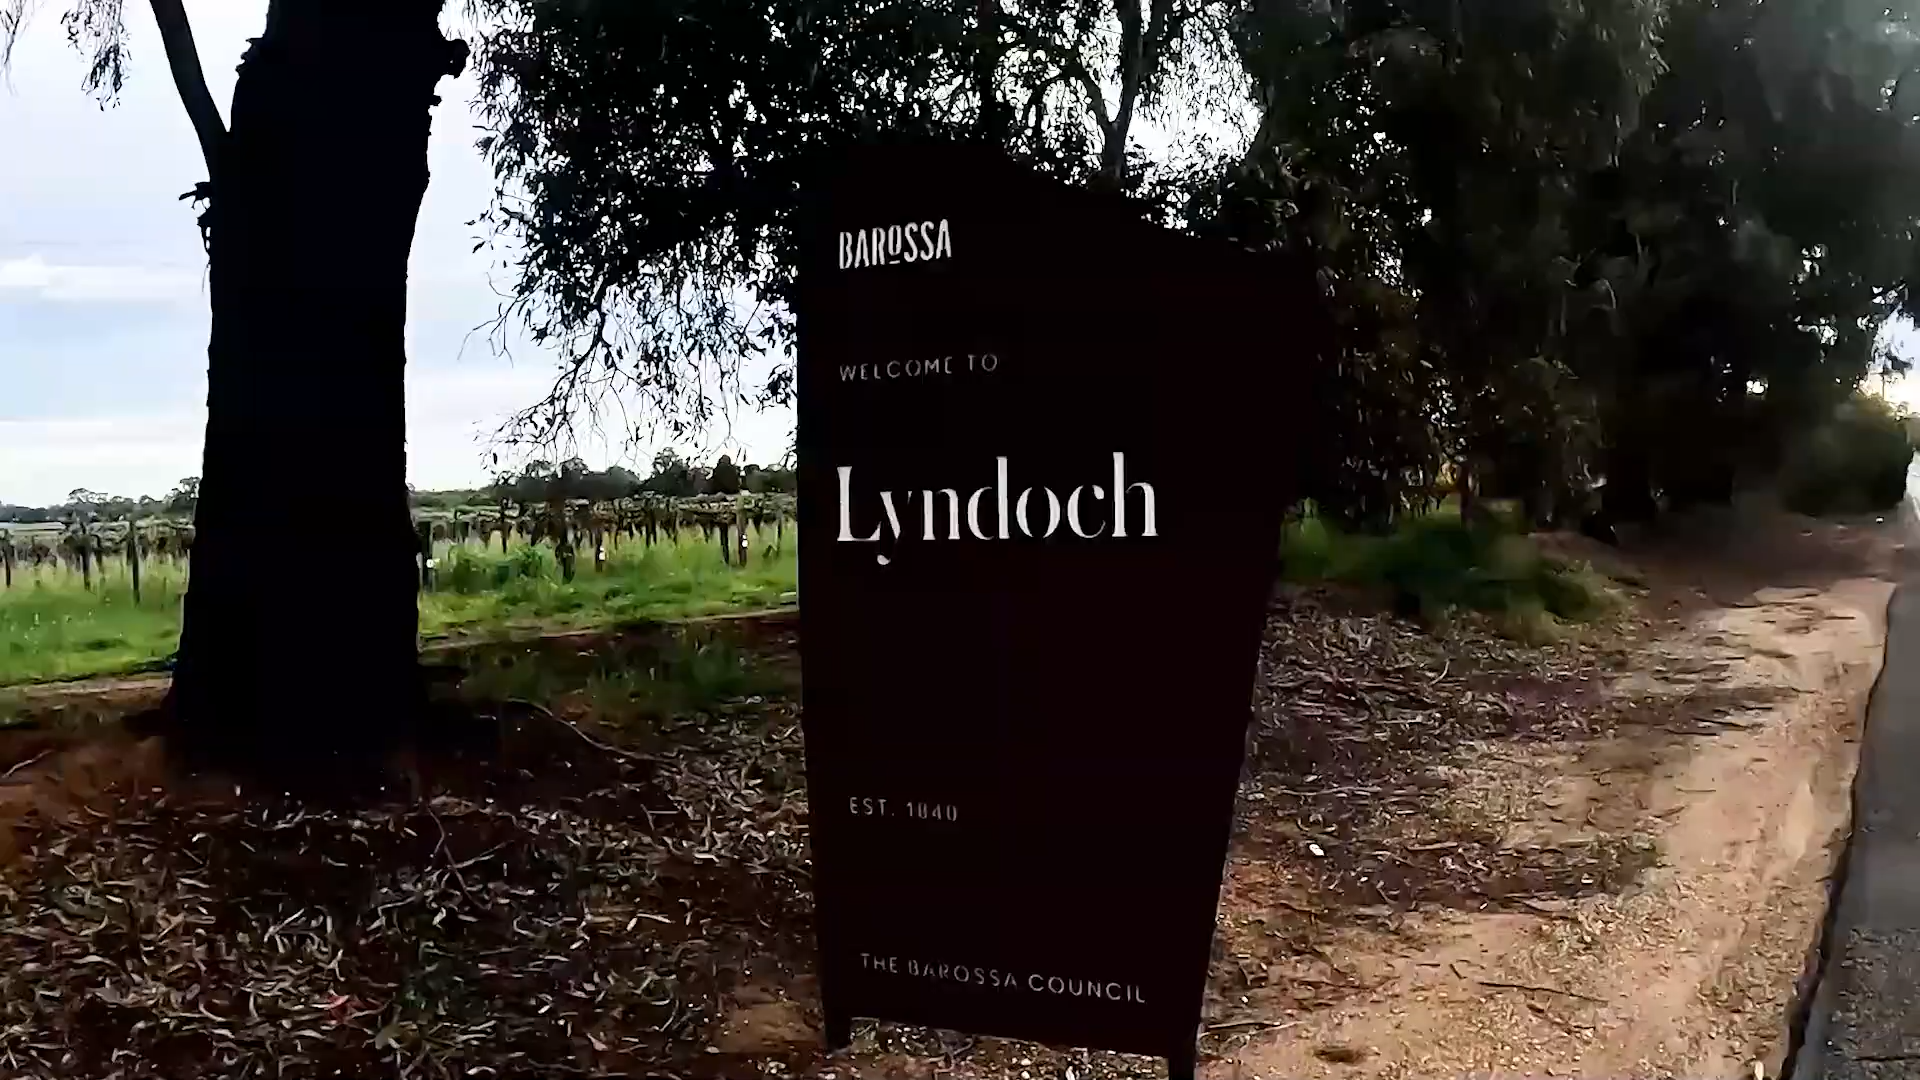 BAROSSA
WELCOME TO
Lyndoch
EST. 1840
THE BAROSSA COUNCIL